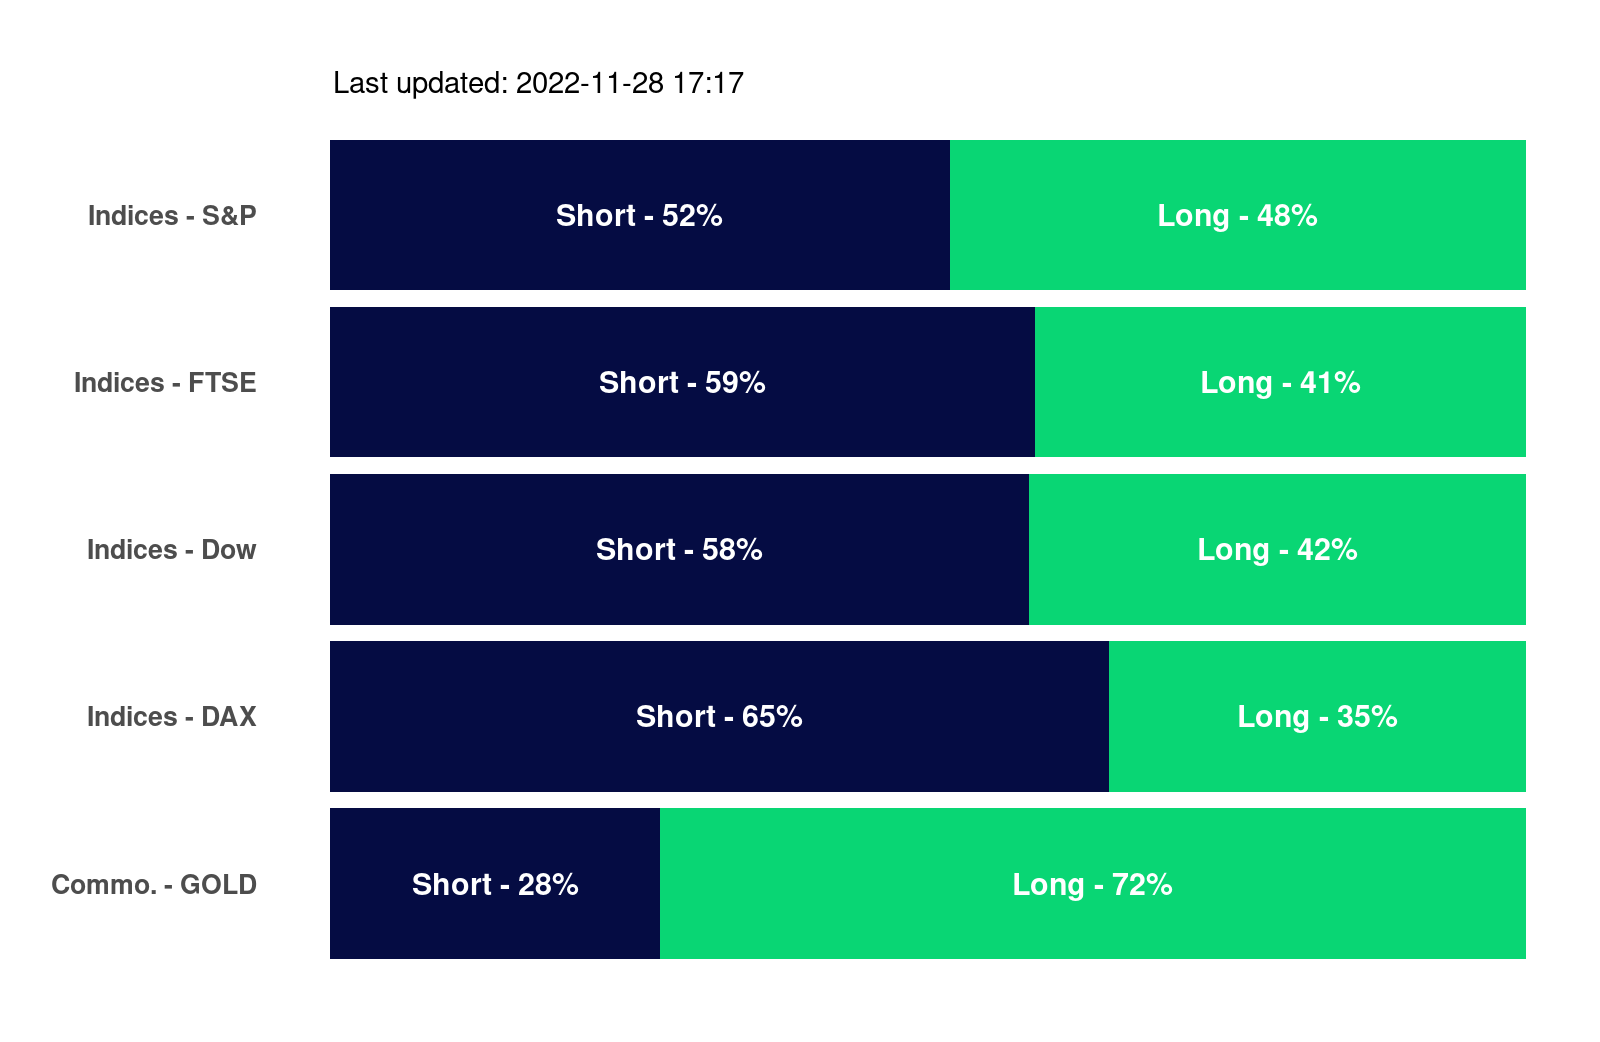 Last updated: 2022-11-28 17:17
Indices - S&P Short - 52% Long - 48%
Indices - FTSE Short - 59% Long - 41%
Indices - Dow Short - 58% Long - 42%
Indices - DAX Short - 65% Long - 35%
Commo. - GOLD Short - 28% Long - 72%